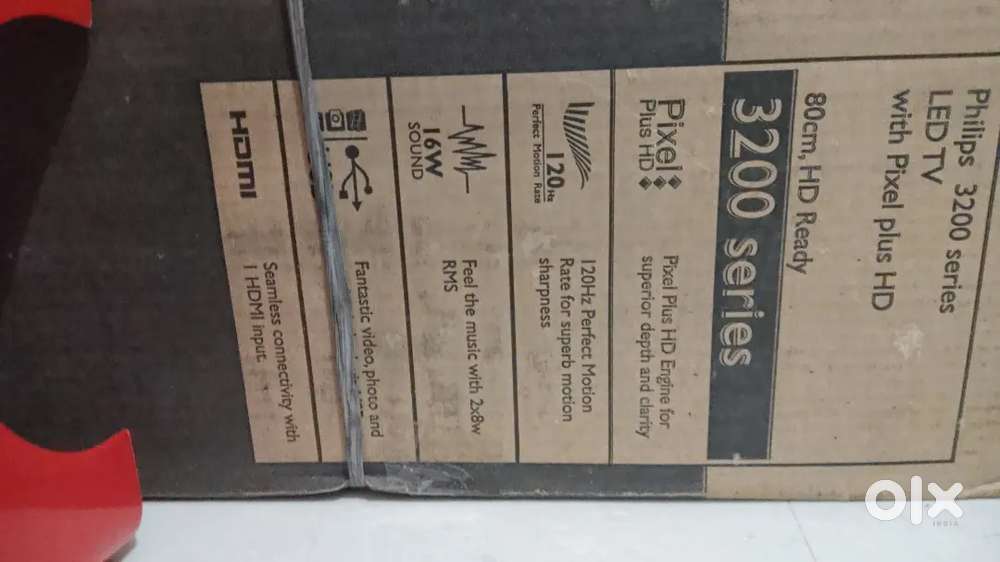 Philips 3200 series
LED TV
with Pixel plus HD
80cm, HD Ready
3200 series
Pixel
Plus HD
Pixel Plus HD Engine for
superior depth and clarity
120Hz
Perfect Motion Rate
120Hz Perfect Motion
Rate for superb motion
sharpness
16W
SOUND
Feel the music with 2x8w
RMS
Fantastic video, photo and
HDMI
Seamless connectivity with
1 HDMI input.
olx
INDIA